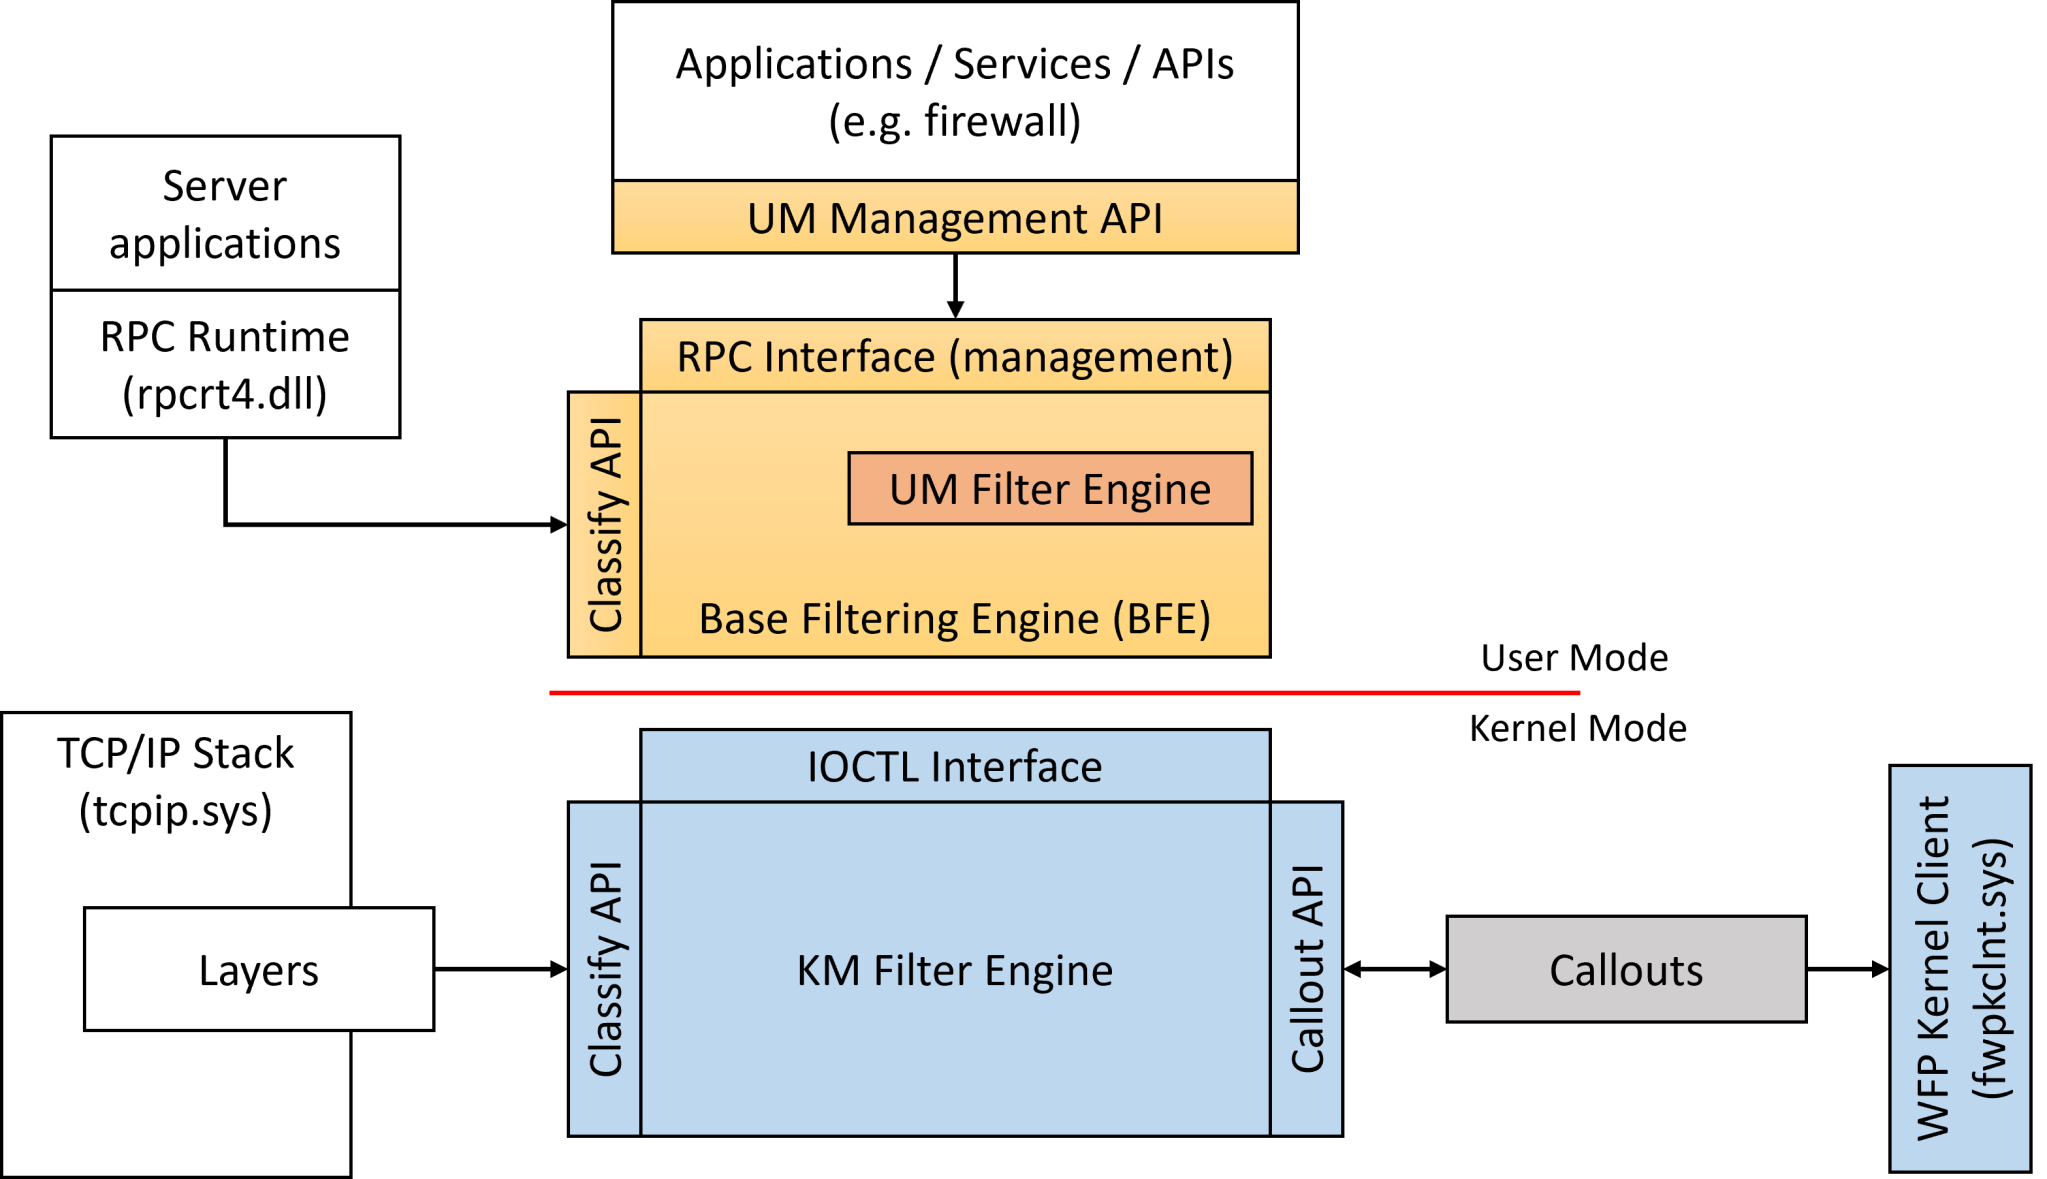 Applications / Services / APIs
(e.g. firewall)
UM Management API
Server
applications
RPC Runtime
(rpcrt4.dll)
RPC Interface (management)
Classify API
UM Filter Engine
Base Filtering Engine (BFE)
User Mode
Kernel Mode
TCP/IP Stack
(tcpip.sys)
Layers
IOCTL Interface
Classify API
KM Filter Engine
Callout API
Callouts
WFP Kernel Client
(fwpkclnt.sys)